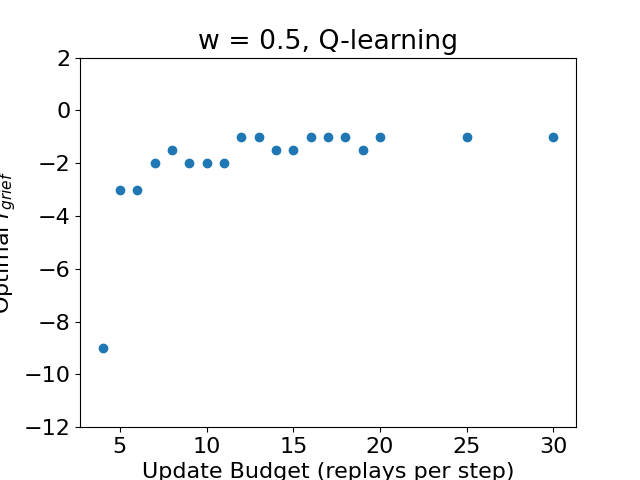 w = 0.5, Q-learning
2
0
−2
−4
−6
−8
−10
−12
5 10 15 20 25 30
Update Budget (replays per step)
Optimal r_grief